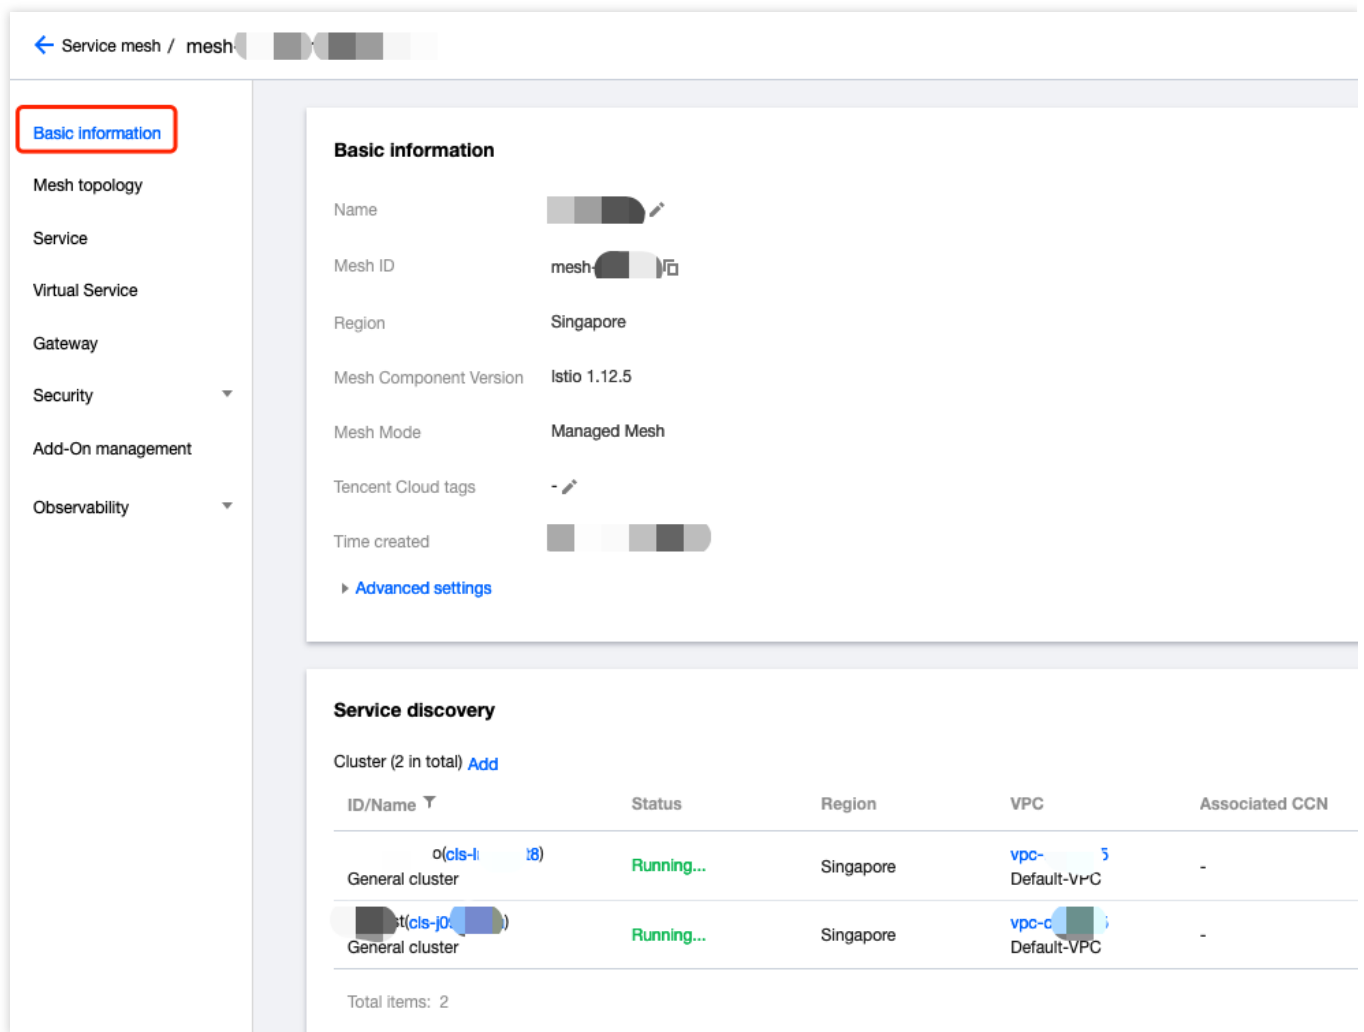 Service mesh / mesh-
Basic information
Mesh topology
Service
Virtual Service
Gateway
Security
Add-On management
Observability
Basic information
Name
Mesh ID mesh-
Region Singapore
Mesh Component Version Istio 1.12.5
Mesh Mode Managed Mesh
Tencent Cloud tags -
Time created
Advanced settings
Service discovery
Cluster (2 in total) Add
ID/Name Status Region VPC Associated CCN
General cluster Running... Singapore Default-VPC -
General cluster Running... Singapore Default-VPC -
Total items: 2